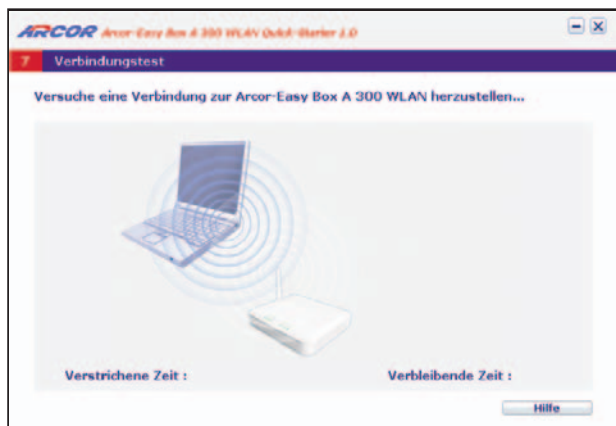 ARCOR Arcor-Easy Box A 300 WLAN Quick-Starter 1.0
7 Verbindungstest
Versuche eine Verbindung zur Arcor-Easy Box A 300 WLAN herzustellen...
Verstrichene Zeit :
Verbleibende Zeit :
Hilfe